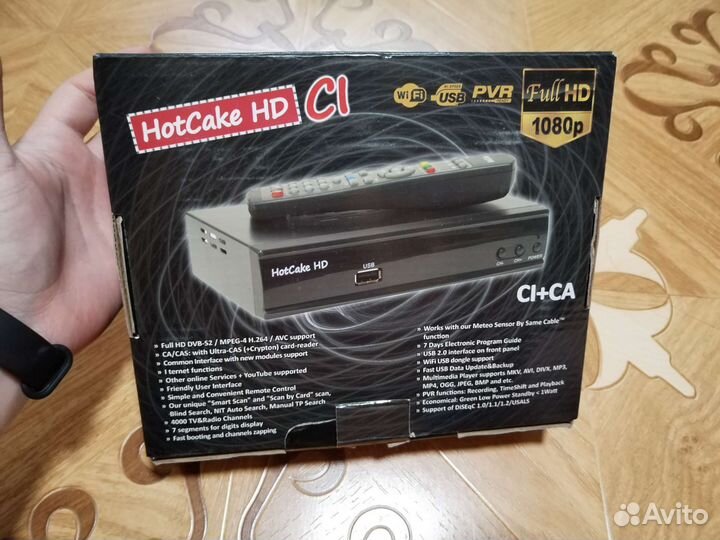 HotCake HD CI
WiFi
USB
PVR
READY
Full HD
1080p
HotCake HD
USB
CH-
CH+
POWER
CI+CA
» Full HD DVB-S2 / MPEG-4 H.264 / AVC support
» CA/CAS: with Ultra-CAS (+Crypton) card-reader
» Common Interface with new modules support
» I ternet functions
» Other online Services + YouTube supported
» Friendly User Interface
» Simple and Convenient Remote Control
» Our unique "Smart Scan" and "Scan by Card" scan,
Blind Search, NIT Auto Search, Manual TP Search
» 4000 TV&Radio Channels
» 7 segments for digits display
» Fast booting and channels zapping
» Works with our Meteo Sensor By Same Cable™
function
» 7 Days Electronic Program Guide
» USB 2.0 interface on front panel
» WiFi USB dongle support
» Fast USB Data Update&Backup
» Multimedia Player supports MKV, AVI, DIVX, MP3,
MP4, OGG, JPEG, BMP and etc.
» PVR functions: Recording, TimeShift and Playback
» Economical: Green Low Power Standby < 1Watt
» Support of DiSEqC 1.0/1.1/1.2/USALS
Avito